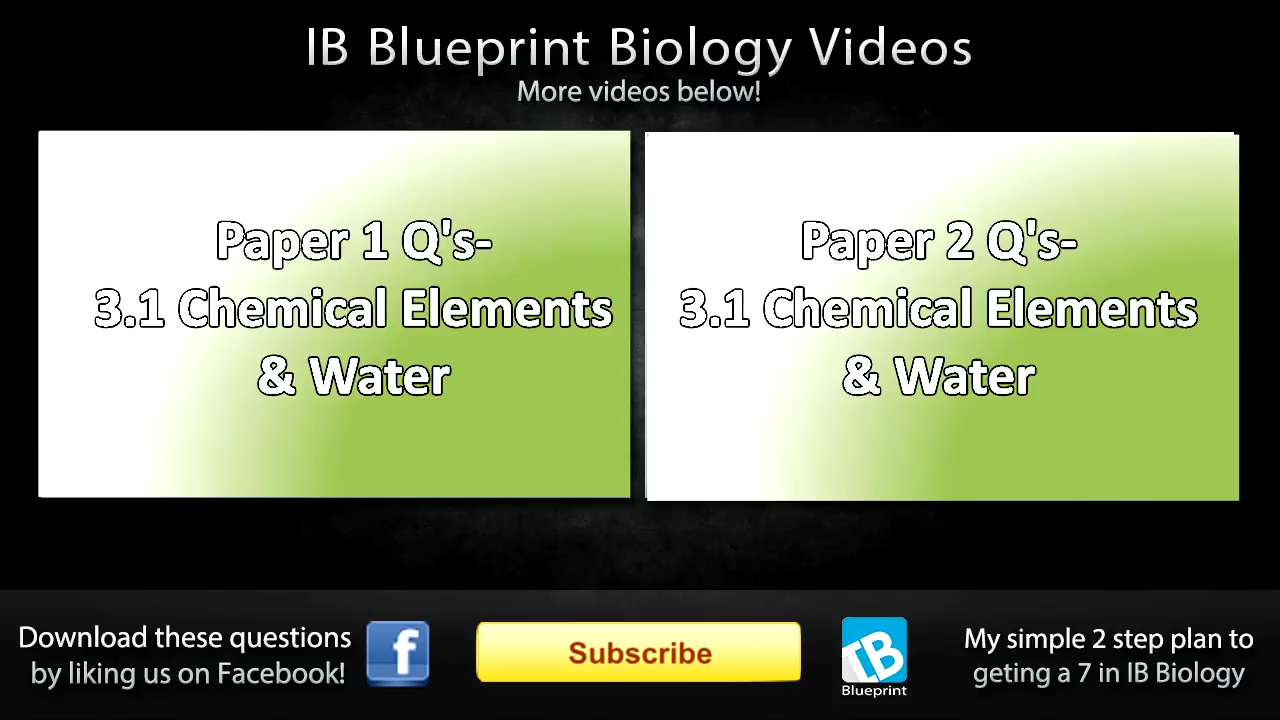 IB Blueprint Biology Videos
More videos below!
Paper 1 Q's-
3.1 Chemical Elements
& Water
Paper 2 Q's-
3.1 Chemical Elements
& Water
Download these questions
by liking us on Facebook!
f
Subscribe
IB
Blueprint
My simple 2 step plan to
geting a 7 in IB Biology